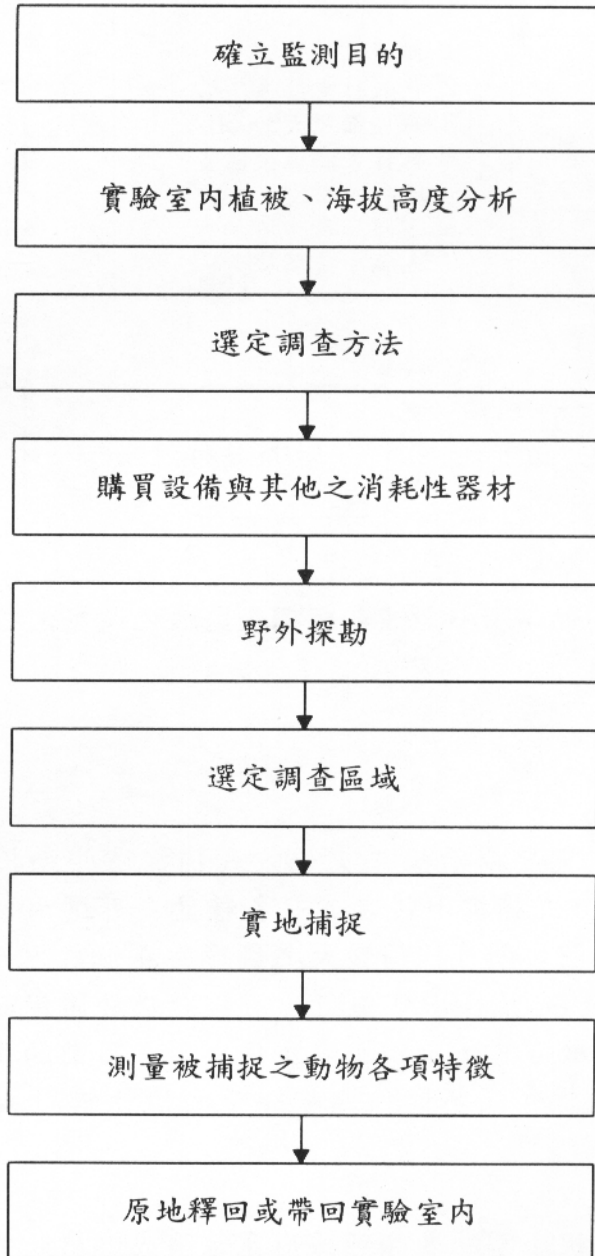 確立監測目的
實驗室內植被、海拔高度分析
選定調查方法
購買設備與其他之消耗性器材
野外探勘
選定調查區域
實地捕捉
測量被捕捉之動物各項特徵
原地釋回或帶回實驗室內